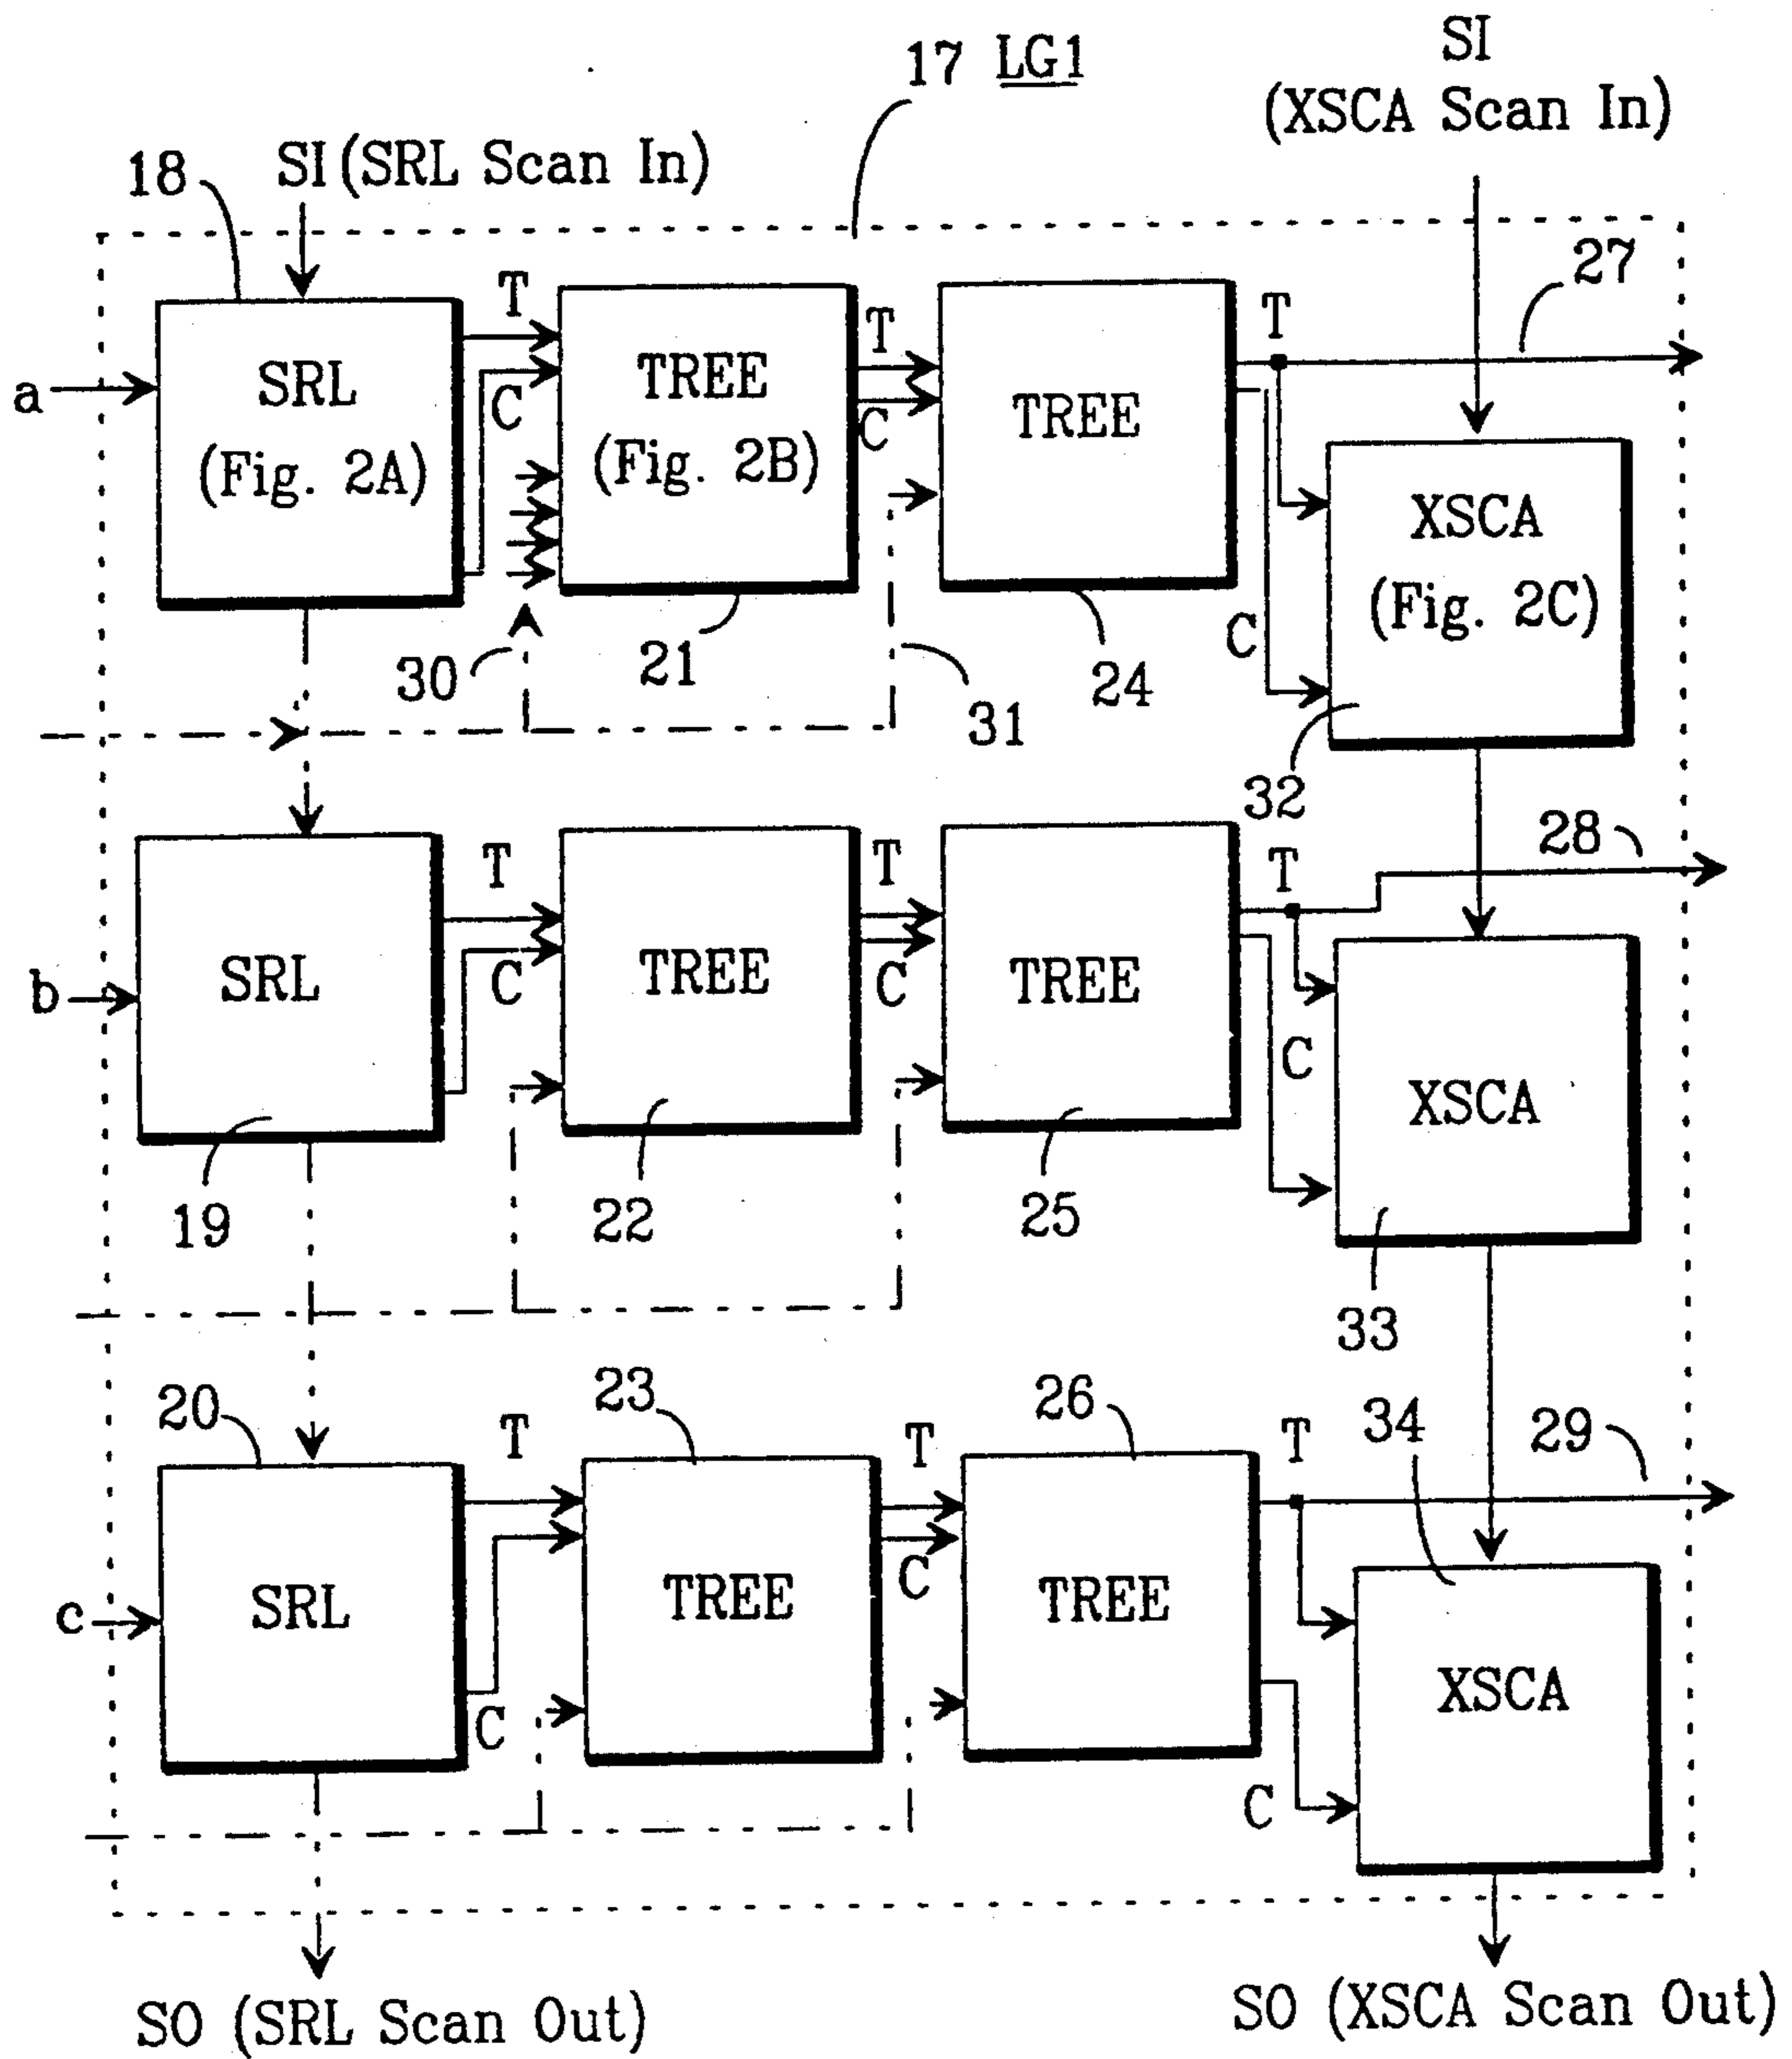 17 LG1
SI
(XSCA Scan In)
18
SI (SRL Scan In)
27
T
T
T
a
SRL
(Fig. 2A)
C
TREE
(Fig. 2B)
C
TREE
XSCA
(Fig. 2C)
C
30
21
24
31
32
28
T
T
T
b
SRL
C
TREE
C
TREE
C
XSCA
19
22
25
33
20
T
23
T
26
T
34
29
c
SRL
TREE
C
TREE
XSCA
C
C
SO (SRL Scan Out)
SO (XSCA Scan Out)